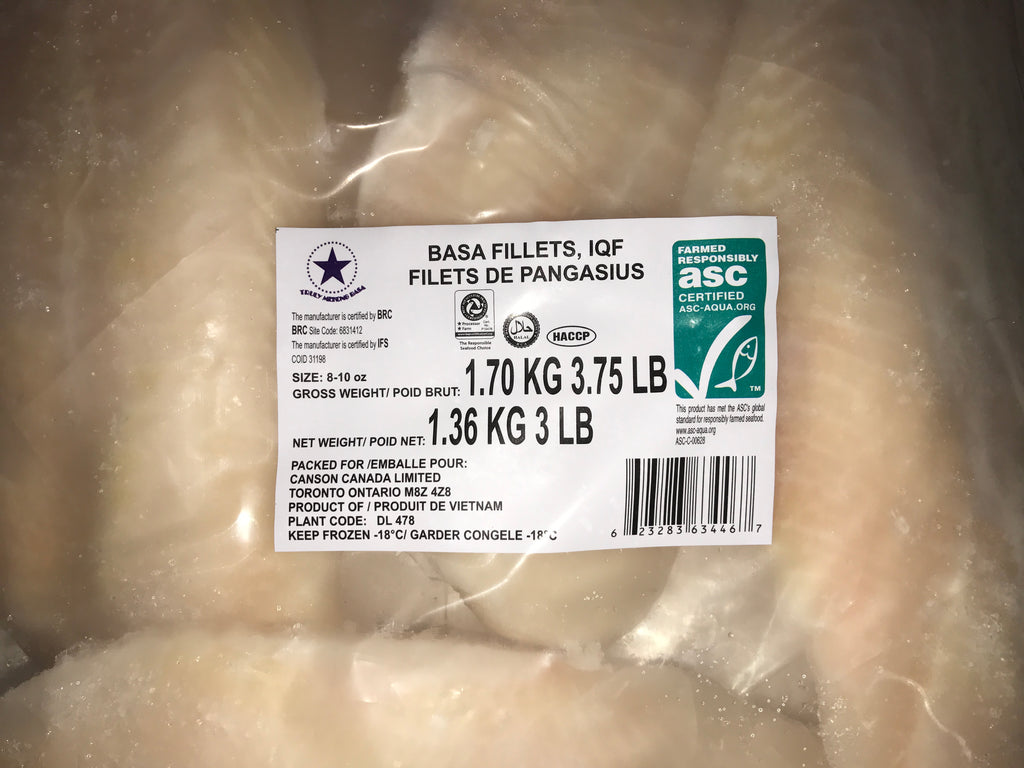 BASA FILLETS, IQF
FILETS DE PANGASIUS
TRULY MEKONG BASA
The manufacturer is certified by BRC
BRC Site Code: 6831412
The manufacturer is certified by IFS
COID 31198
SIZE: 8-10 oz
GROSS WEIGHT/ POID BRUT: 1.70 KG 3.75 LB
NET WEIGHT/ POID NET: 1.36 KG 3 LB
PACKED FOR /EMBALLE POUR:
CANSON CANADA LIMITED
TORONTO ONTARIO M8Z 4Z8
PRODUCT OF / PRODUIT DE VIETNAM
PLANT CODE: DL 478
KEEP FROZEN -18°C/ GARDER CONGELE -18°C
★ Processor
★ Farm
The Responsible
Seafood Choice
HALAL
HACCP
FARMED
RESPONSIBLY
asc
CERTIFIED
ASC-AQUA.ORG
TM
This product has met the ASC's global
standard for responsibly farmed seafood.
www.asc-aqua.org
ASC-C-00628
6 23283 63446 7